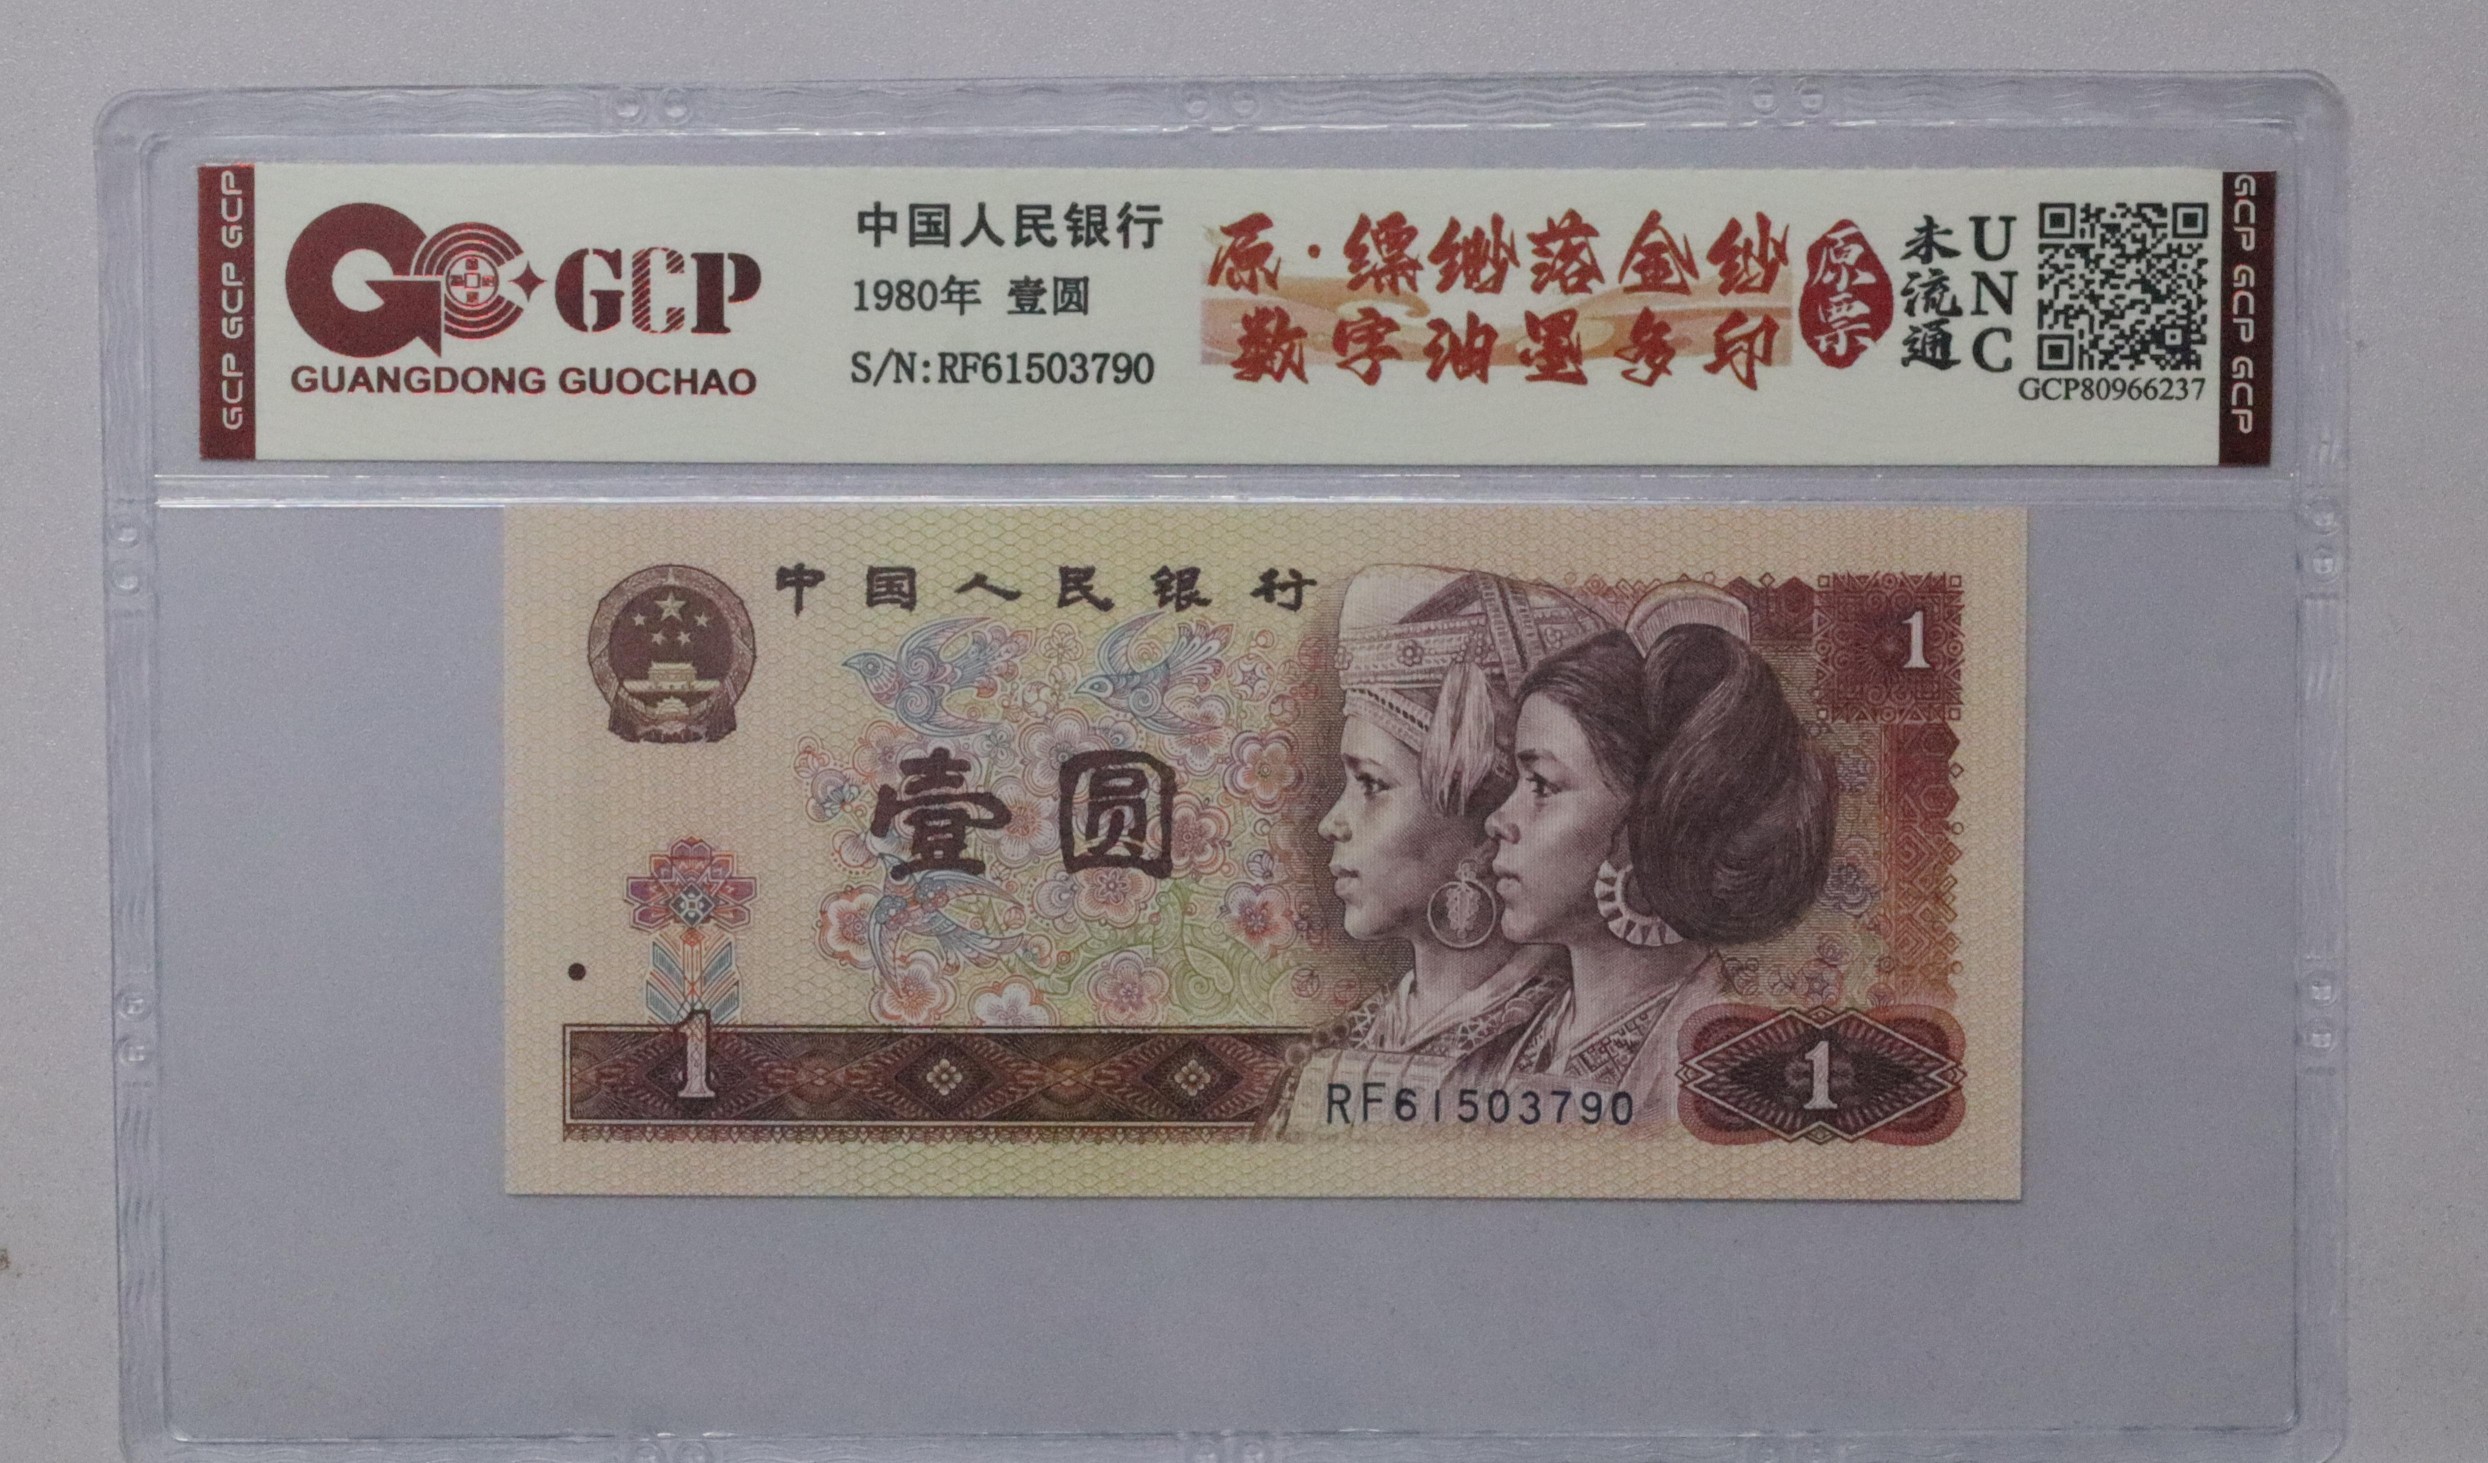 GCP GCP GCP
GCP
GUANGDONG GUOCHAO
中国人民银行
1980年 壹圆
S/N:RF61503790
原·缥缈落金纱
数字油墨多印
原票
未流通
UNC
GCP80966237
GCP GCP GCP
中国人民银行
1
壹圆
1
RF61503790
1